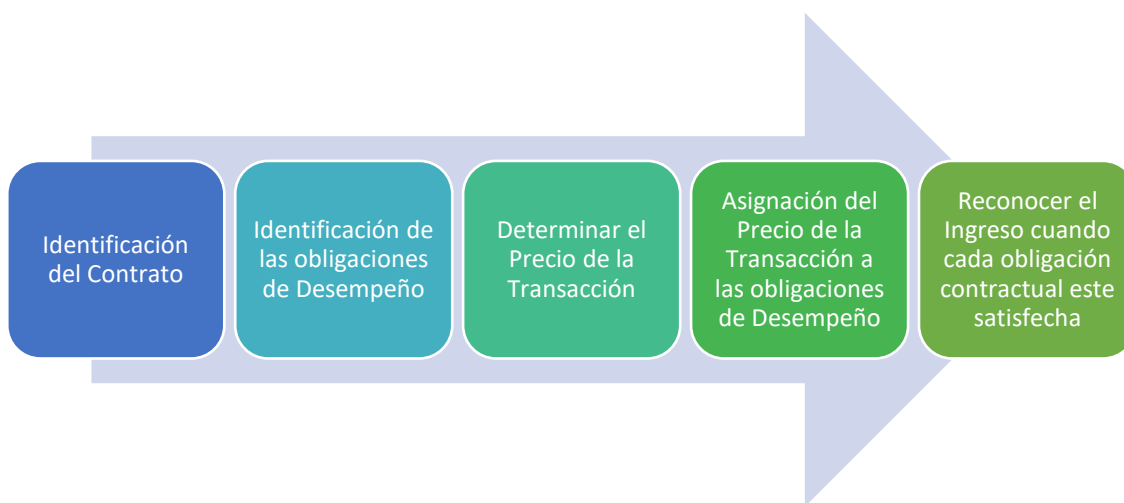 Identificación
del Contrato
Identificación de
las obligaciones
de Desempeño
Determinar el
Precio de la
Transacción
Asignación del
Precio de la
Transacción a
las obligaciones
de Desempeño
Reconocer el
Ingreso cuando
cada obligación
contractual este
satisfecha